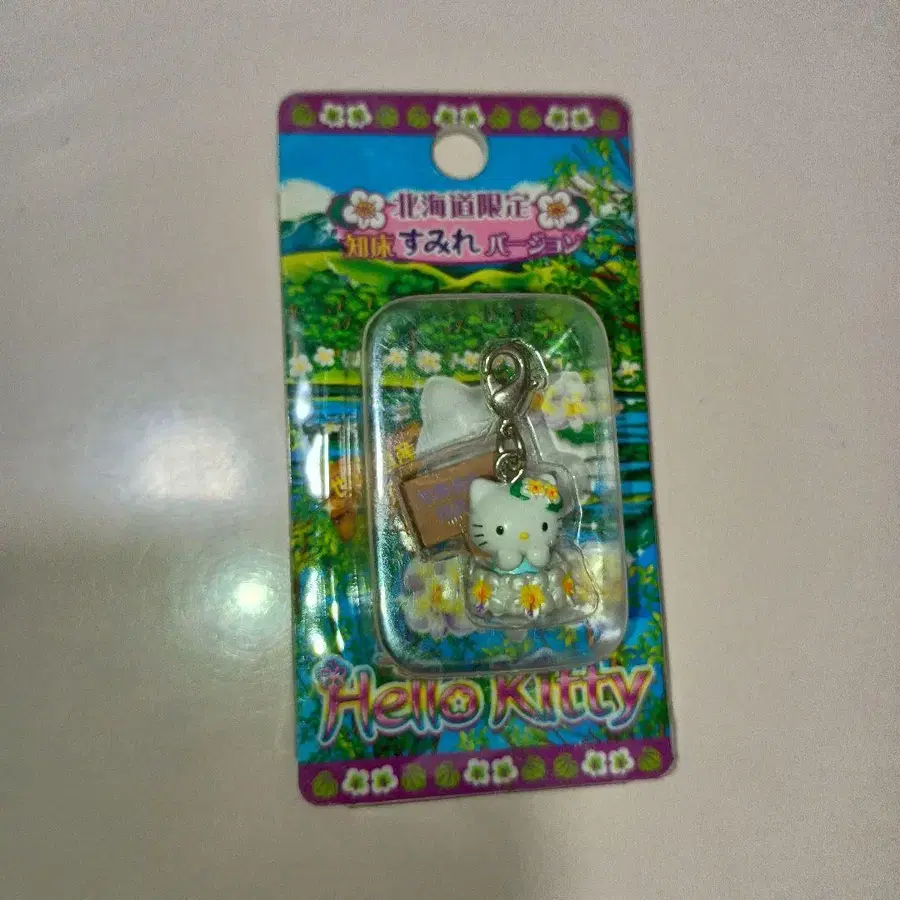 北海道限定
知床すみれバージョン
Hello Kitty